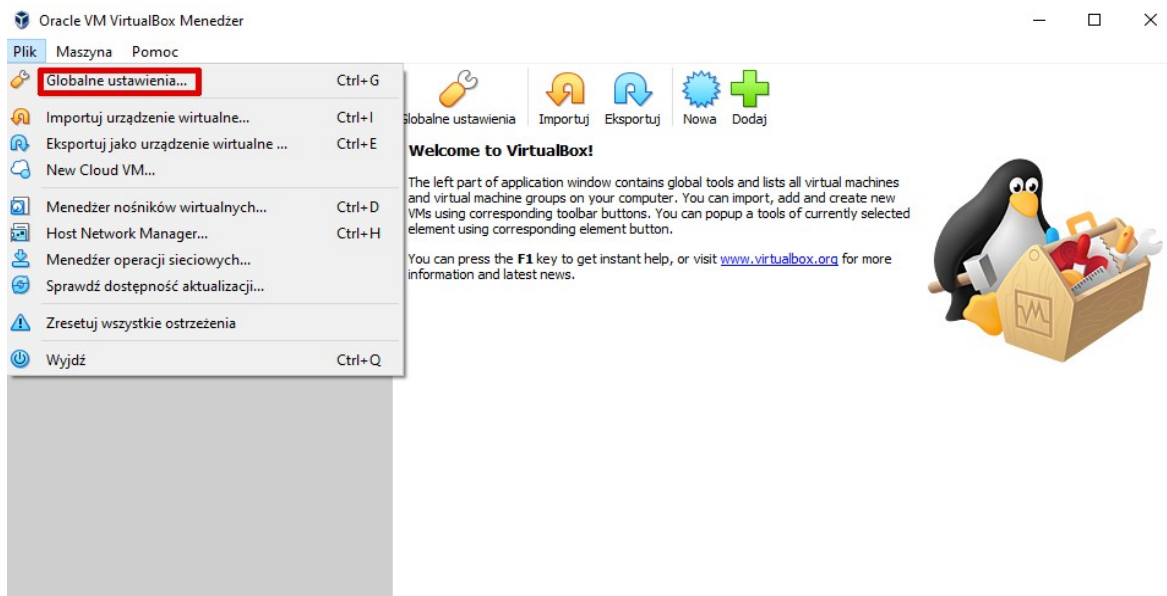 Oracle VM VirtualBox Menedżer
Plik Maszyna Pomoc
Globalne ustawienia... Ctrl+G
Importuj urządzenie wirtualne... Ctrl+I
Eksportuj jako urządzenie wirtualne ... Ctrl+E
New Cloud VM...
Menedżer nośników wirtualnych... Ctrl+D
Host Network Manager... Ctrl+H
Menedżer operacji sieciowych...
Sprawdź dostępność aktualizacji...
Zresetuj wszystkie ostrzeżenia
Wyjdź Ctrl+Q
Globalne ustawienia Importuj Eksportuj Nowa Dodaj
Welcome to VirtualBox!
The left part of application window contains global tools and lists all virtual machines
and virtual machine groups on your computer. You can import, add and create new
VMs using corresponding toolbar buttons. You can popup a tools of currently selected
element using corresponding element button.
You can press the F1 key to get instant help, or visit www.virtualbox.org for more
information and latest news.